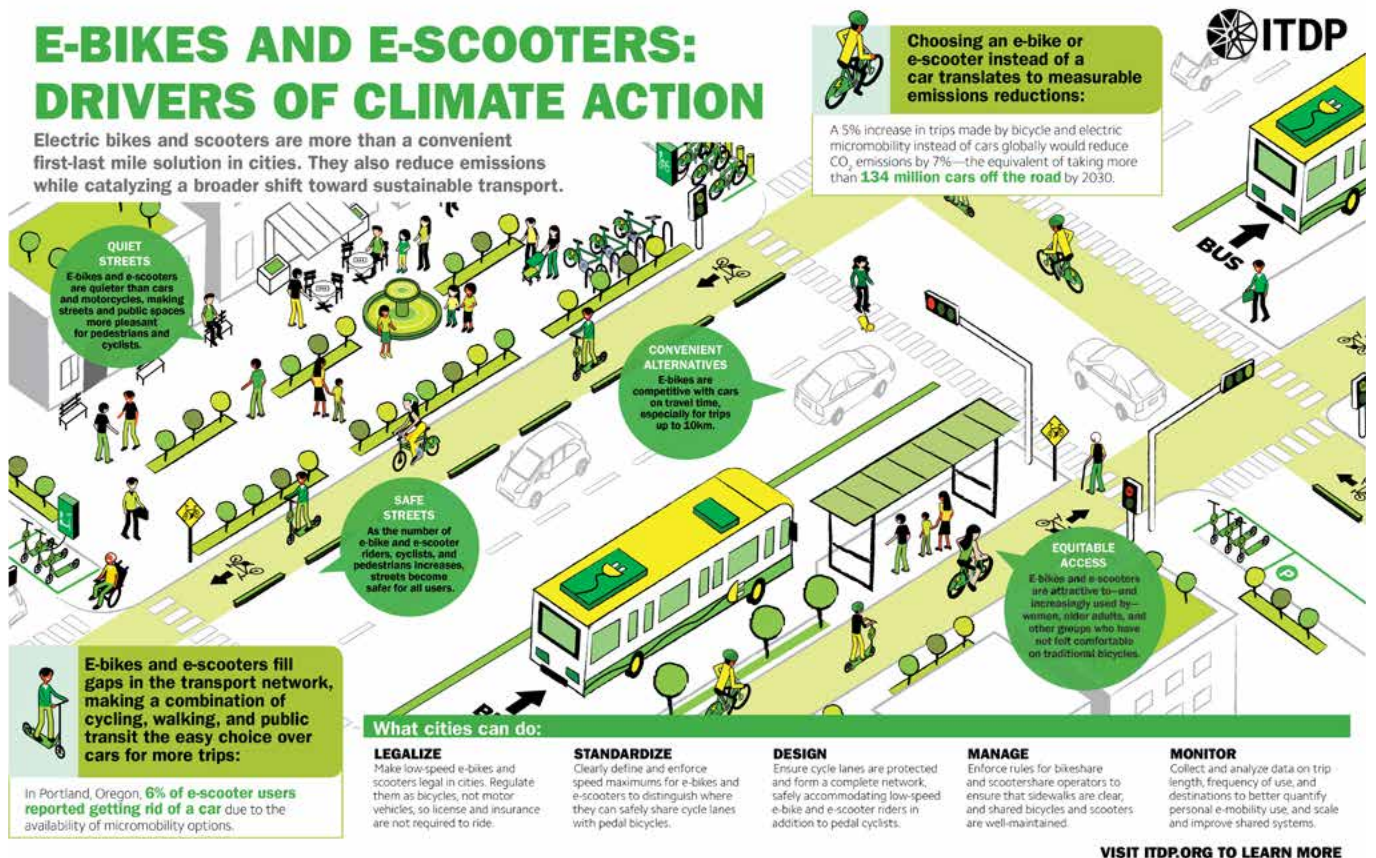 E-BIKES AND E-SCOOTERS:
DRIVERS OF CLIMATE ACTION
Electric bikes and scooters are more than a convenient
first-last mile solution in cities. They also reduce emissions
while catalyzing a broader shift toward sustainable transport.
ITDP
Choosing an e-bike or
e-scooter instead of a
car translates to measurable
emissions reductions:
A 5% increase in trips made by bicycle and electric
micromobility instead of cars globally would reduce
CO₂ emissions by 7%—the equivalent of taking more
than 134 million cars off the road by 2030.
QUIET
STREETS
E-bikes and e-scooters
are quieter than cars
and motorcycles, making
streets and public spaces
more pleasant
for pedestrians and
cyclists.
BUS
CONVENIENT
ALTERNATIVES
E-bikes are
competitive with cars
on travel time,
especially for trips
up to 10km.
SAFE
STREETS
As the number of
e-bike and e-scooter
riders, cyclists, and
pedestrians increases,
streets become
safer for all users.
EQUITABLE
ACCESS
E-bikes and e-scooters
are attractive to—and
increasingly used by—
women, older adults, and
other groups who have
not felt comfortable
on traditional bicycles.
P
E-bikes and e-scooters fill
gaps in the transport network,
making a combination of
cycling, walking, and public
transit the easy choice over
cars for more trips:
In Portland, Oregon, 6% of e-scooter users
reported getting rid of a car due to the
availability of micromobility options.
What cities can do:
LEGALIZE
Make low-speed e-bikes and
scooters legal in cities. Regulate
them as bicycles, not motor
vehicles, so license and insurance
are not required to ride.
STANDARDIZE
Clearly define and enforce
speed maximums for e-bikes and
e-scooters to distinguish where
they can safely share cycle lanes
with pedal bicycles.
DESIGN
Ensure cycle lanes are protected
and form a complete network,
safely accommodating low-speed
e-bike and e-scooter riders in
addition to pedal cyclists.
MANAGE
Enforce rules for bikeshare
and scootershare operators to
ensure that sidewalks are clear,
and shared bicycles and scooters
are well-maintained.
MONITOR
Collect and analyze data on trip
length, frequency of use, and
destinations to better quantify
personal e-mobility use, and scale
and improve shared systems.
VISIT ITDP.ORG TO LEARN MORE